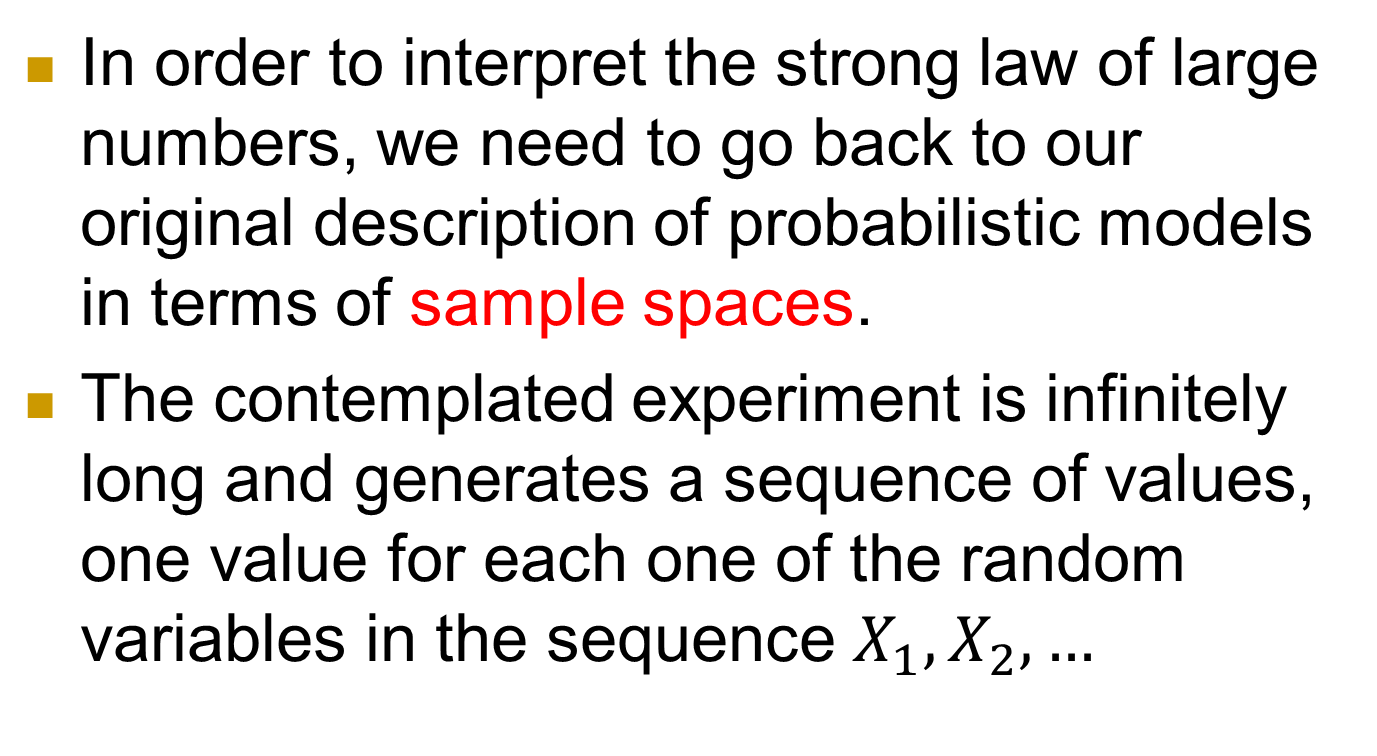 In order to interpret the strong law of large
numbers, we need to go back to our
original description of probabilistic models
in terms of sample spaces.
The contemplated experiment is infinitely
long and generates a sequence of values,
one value for each one of the random
variables in the sequence X₁, X₂, ...